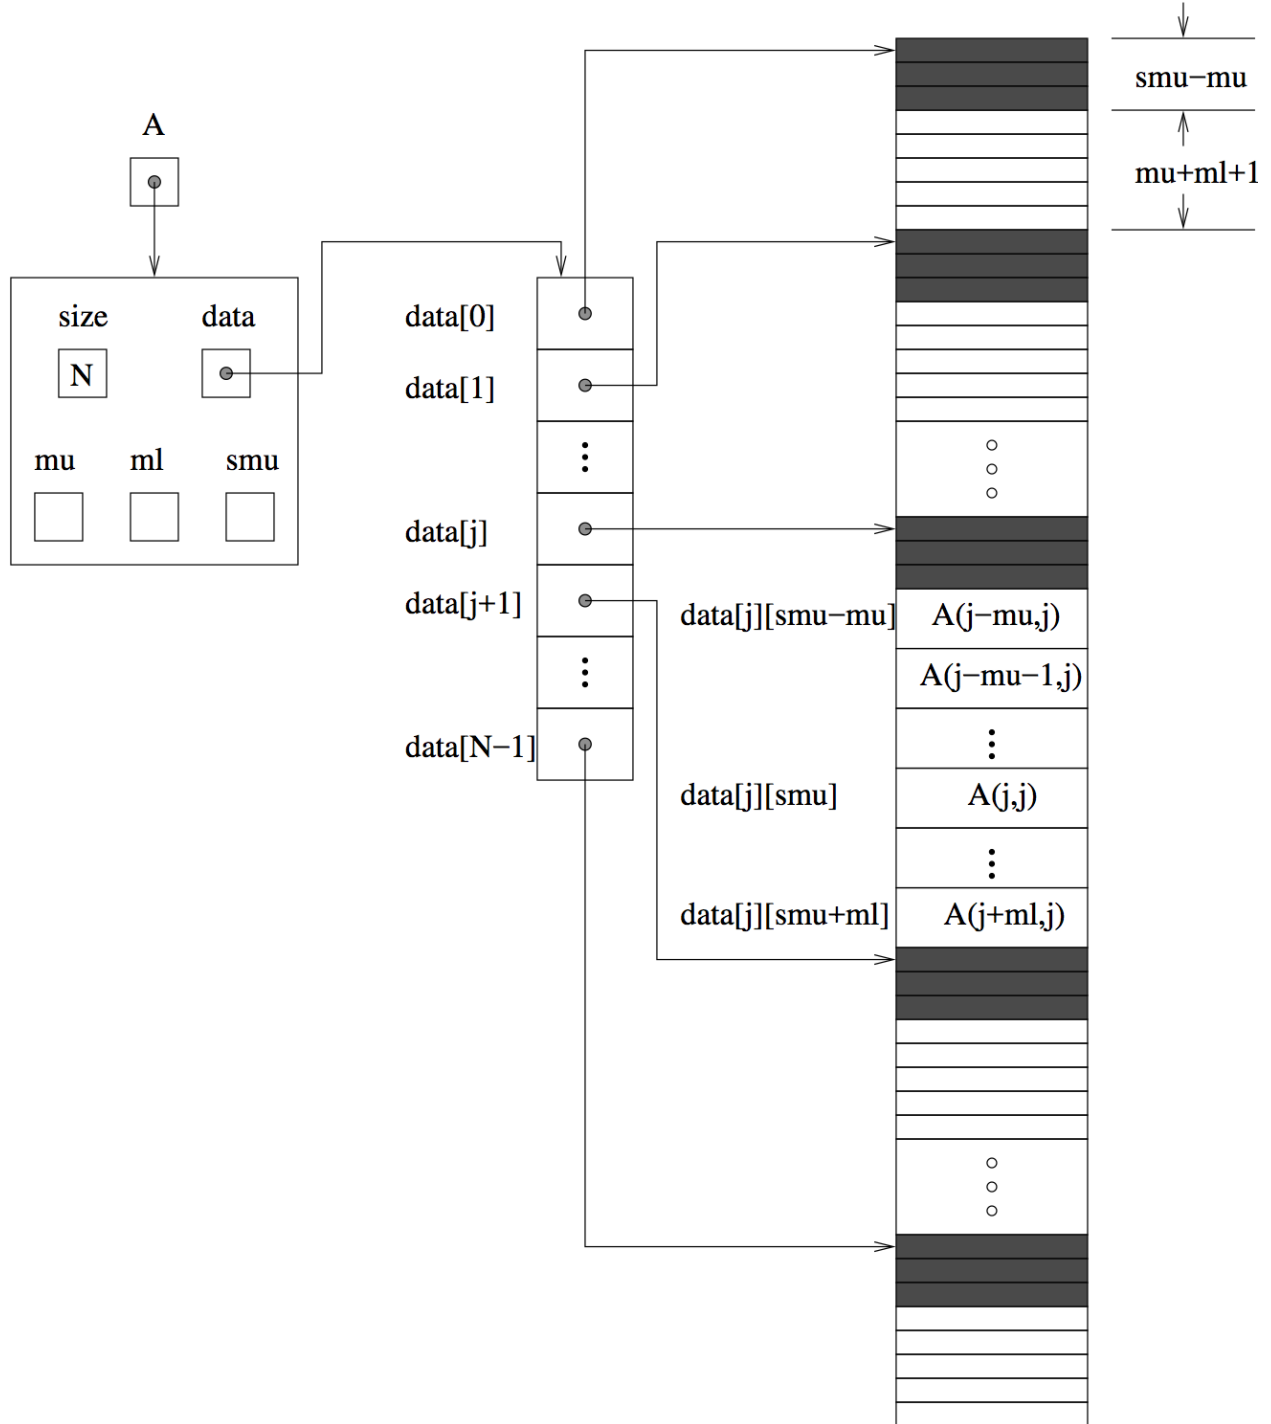 smu−mu
A
mu+ml+1
size data
N
data[0]
data[1]
mu ml smu
data[j]
data[j+1]
data[j][smu−mu] A(j−mu,j)
A(j−mu−1,j)
data[N−1]
data[j][smu] A(j,j)
data[j][smu+ml] A(j+ml,j)